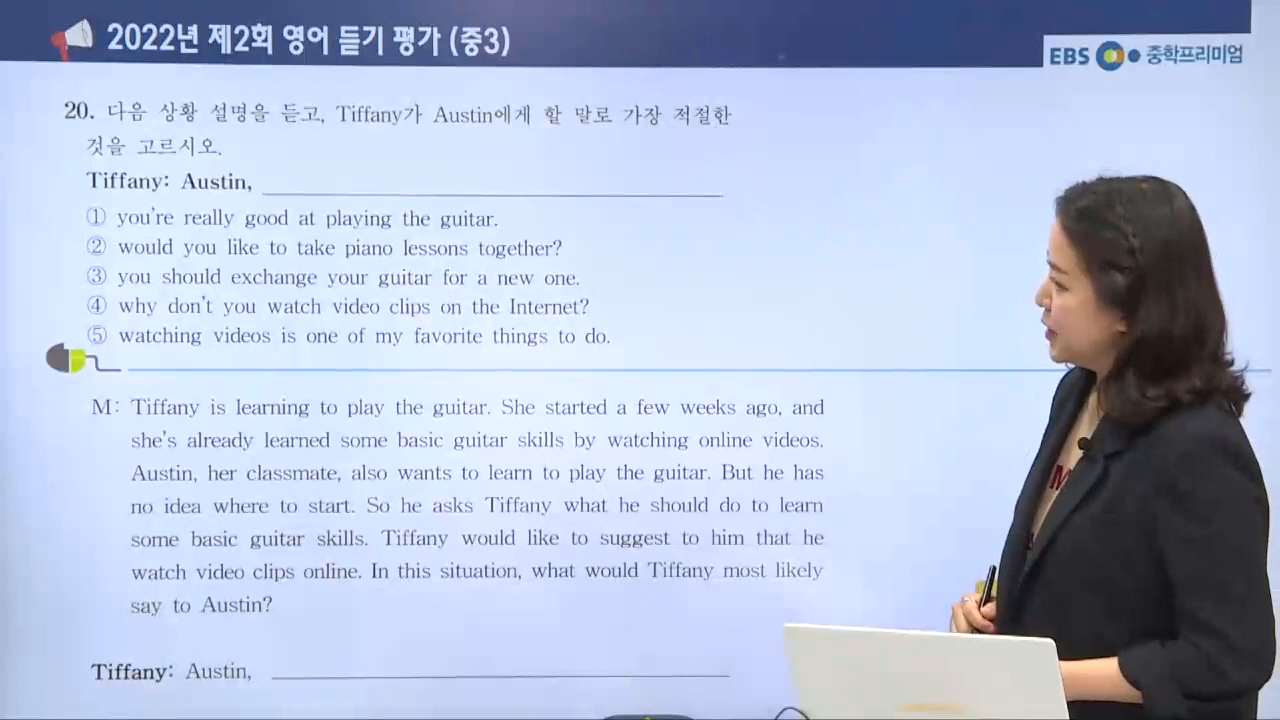 2022년 제2회 영어 듣기 평가 (중3)
EBS 중학프리미엄
20. 다음 상황 설명을 듣고, Tiffany가 Austin에게 할 말로 가장 적절한
것을 고르시오.
Tiffany: Austin, ____________________
① you're really good at playing the guitar.
② would you like to take piano lessons together?
③ you should exchange your guitar for a new one.
④ why don't you watch video clips on the Internet?
⑤ watching videos is one of my favorite things to do.
M: Tiffany is learning to play the guitar. She started a few weeks ago, and
she's already learned some basic guitar skills by watching online videos.
Austin, her classmate, also wants to learn to play the guitar. But he has
no idea where to start. So he asks Tiffany what he should do to learn
some basic guitar skills. Tiffany would like to suggest to him that he
watch video clips online. In this situation, what would Tiffany most likely
say to Austin?
Tiffany: Austin, ____________________